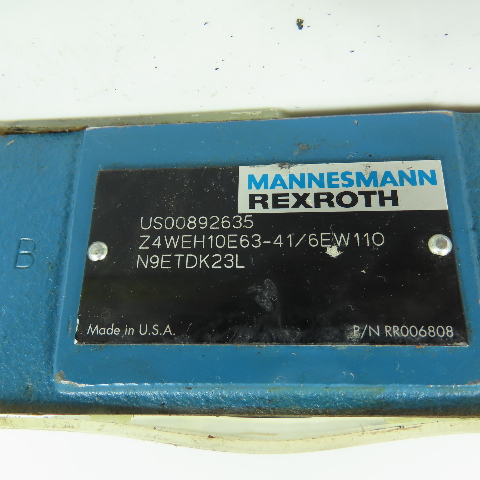 MANNESMANN
REXROTH
US00892635
Z4WEH10E63-41/6EW110
N9ETDK23L
B
Made in U.S.A.
P/N RR006808